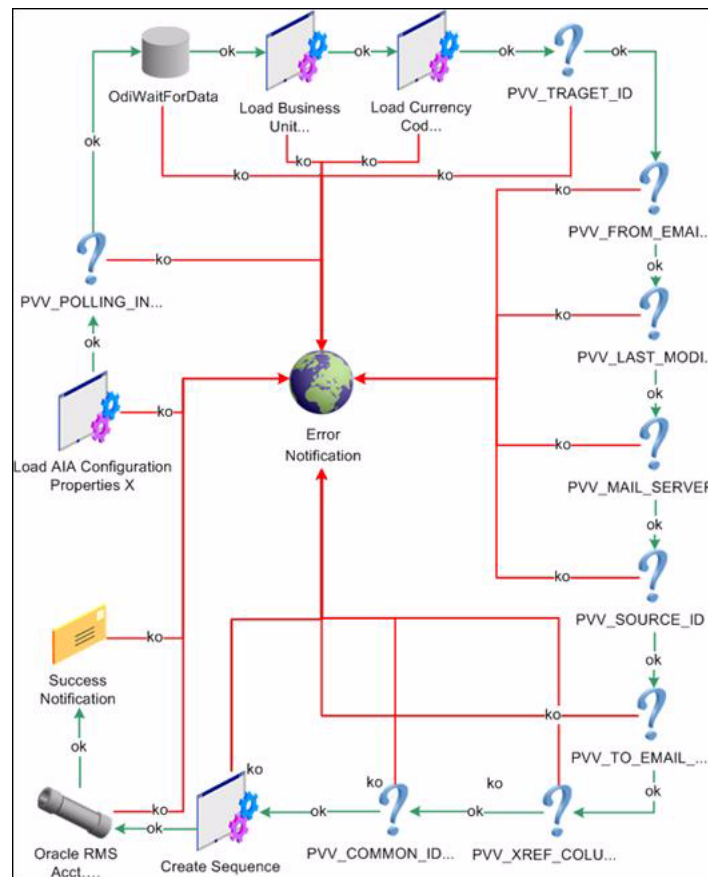 ok
ok
ok
ok
OdiWaitForData
Load Business
Unit...
Load Currency
Cod...
PVV_TRAGET_ID
ok
ok
ko
ko
ko
ko
ko
PVV_FROM_EMAI...
ko
PVV_POLLING_IN...
ok
ok
ko
PVV_LAST_MODI...
ko
ok
Load AIA Configuration
Properties X
Error
Notification
ko
PVV_MAIL_SERVER
ok
ko
PVV_SOURCE_ID
ko
ok
Success
Notification
ko
ok
PVV_TO_EMAIL_...
ko
ko
ko
ok
ko
ok
ok
ok
Oracle RMS
Acct....
Create Sequence
PVV_COMMON_ID...
PVV_XREF_COLU...